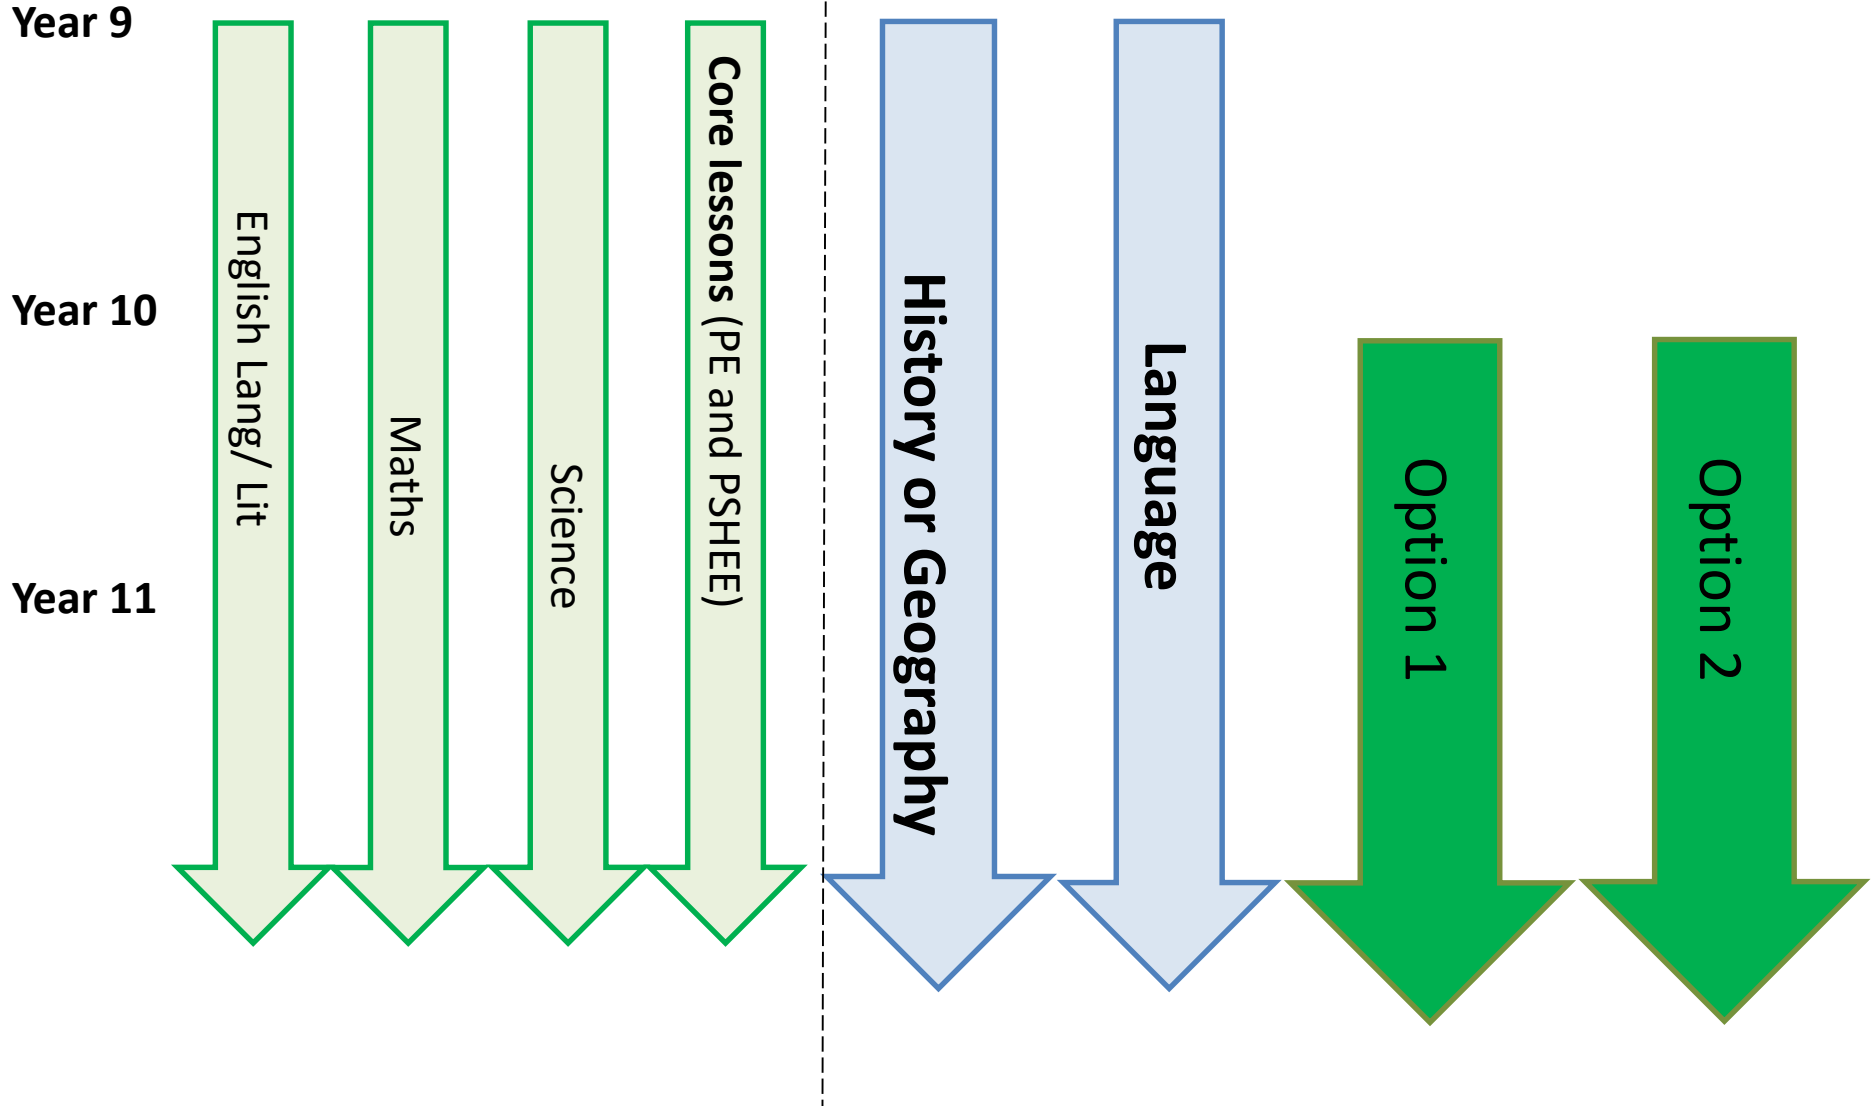 Year 9
Year 10
Year 11
English Lang/ Lit
Maths
Science
Core lessons (PE and PSHEE)
History or Geography
Language
Option 1
Option 2